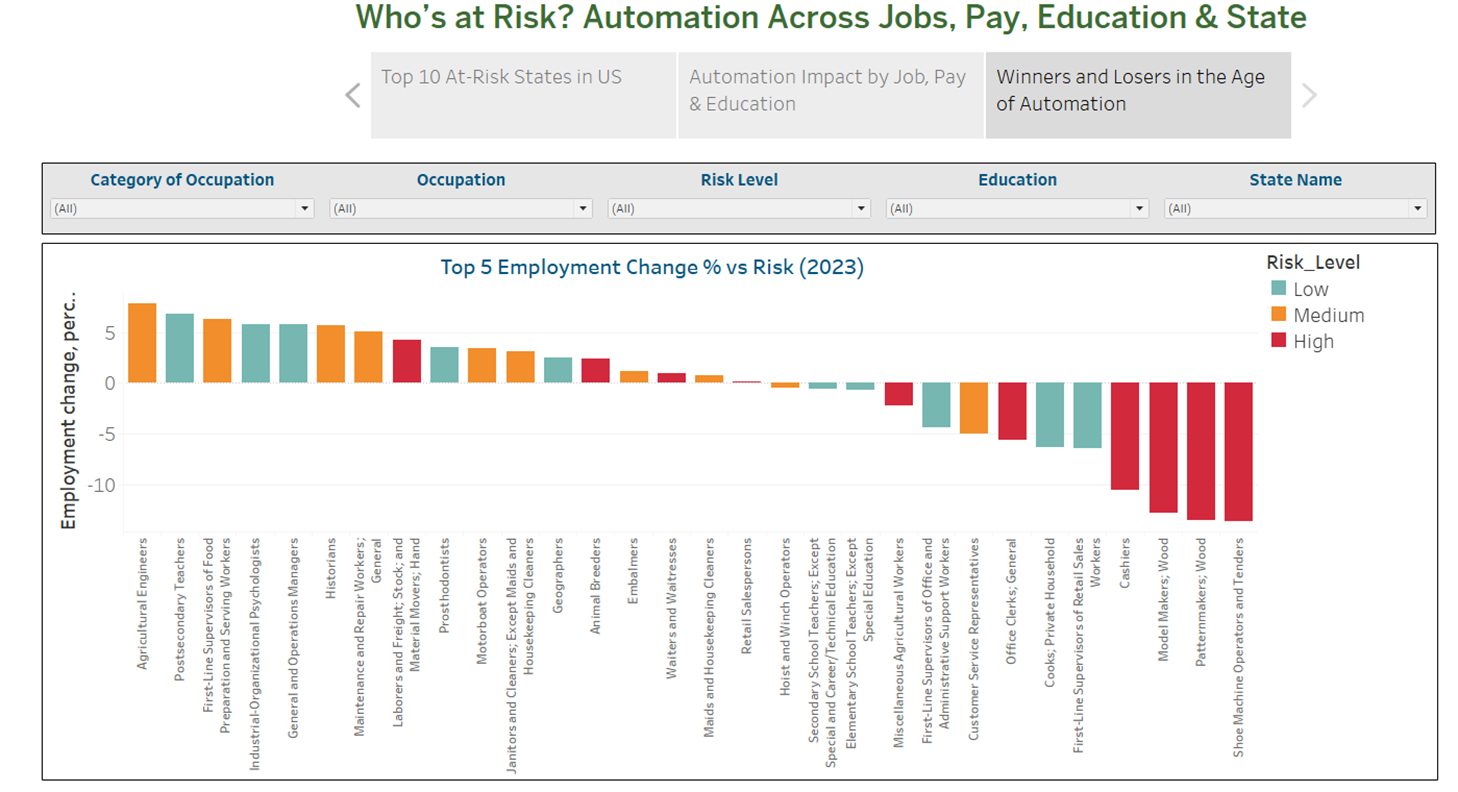 Who's at Risk? Automation Across Jobs, Pay, Education & State
Top 10 At-Risk States in US
Automation Impact by Job, Pay
& Education
Winners and Losers in the Age
of Automation
Category of Occupation
Occupation
Risk Level
Education
State Name
(All)
(All)
(All)
(All)
(All)
Top 5 Employment Change % vs Risk (2023)
Risk_Level
Low
Medium
High
Employment change, perc..
5
0
-5
-10
Agricultural Engineers
Postsecondary Teachers
First-Line Supervisors of Food
Preparation and Serving Workers
Industrial-Organizational Psychologists
General and Operations Managers
Historians
Maintenance and Repair Workers;
General
Laborers and Freight; Stock; and
Material Movers; Hand
Prosthodontists
Motorboat Operators
Janitors and Cleaners; Except Maids and
Housekeeping Cleaners
Geographers
Animal Breeders
Embalmers
Waiters and Waitresses
Maids and Housekeeping Cleaners
Retail Salespersons
Hoist and Winch Operators
Secondary School Teachers; Except
Special and Career/Technical Education
Elementary School Teachers; Except
Special Education
Miscellaneous Agricultural Workers
First-Line Supervisors of Office and
Administrative Support Workers
Customer Service Representatives
Office Clerks; General
Cooks; Private Household
First-Line Supervisors of Retail Sales
Workers
Cashiers
Model Makers; Wood
Patternmakers; Wood
Shoe Machine Operators and Tenders